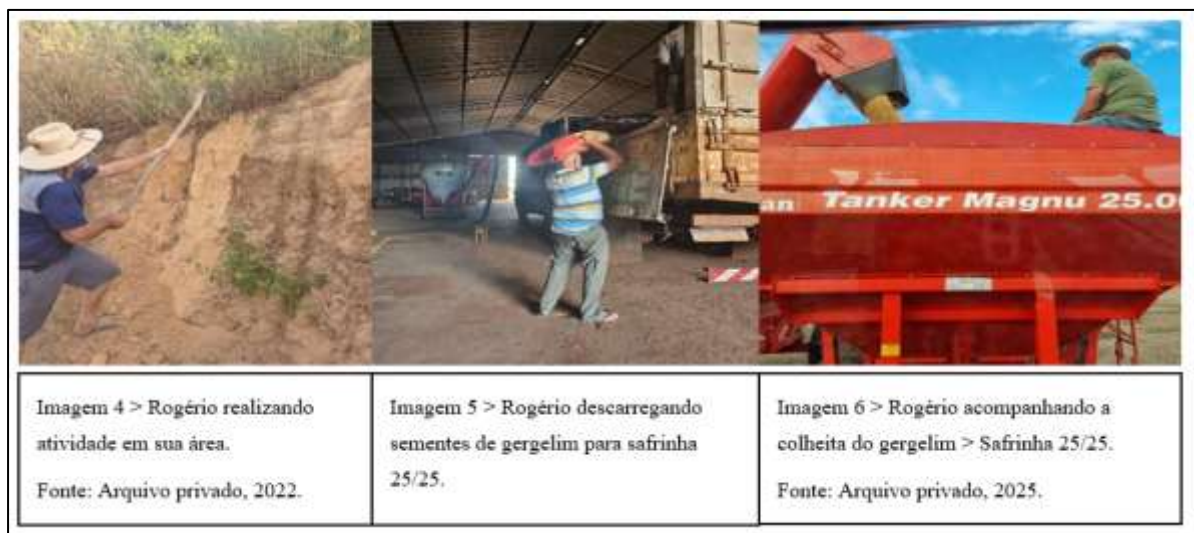 an Tanker Magnu 25.0
Imagem 4 > Rogério realizando
atividade em sua área.
Fonte: Arquivo privado, 2022.
Imagem 5 > Rogério descarregando
sementes de gergelim para safrinha
25/25.
Imagem 6 > Rogério acompanhando a
colheita do gergelim > Safrinha 25/25.
Fonte: Arquivo privado, 2025.